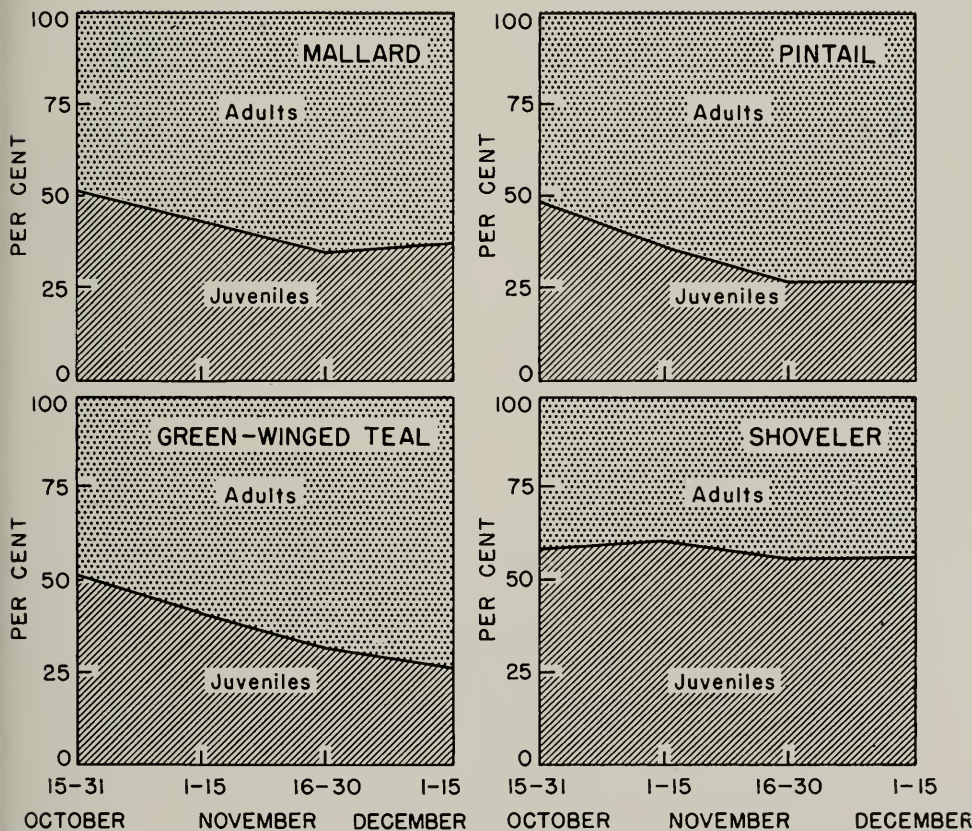 100
75
50
25
0
PER CENT
MALLARD
Adults
Juveniles
100
75
50
25
0
PER CENT
PINTAIL
Adults
Juveniles
100
75
50
25
0
PER CENT
GREEN-WINGED TEAL
Adults
Juveniles
100
75
50
25
0
PER CENT
SHOVELER
Adults
Juveniles
15-31 1-15 16-30 1-15
OCTOBER NOVEMBER DECEMBER
15-31 1-15 16-30 1-15
OCTOBER NOVEMBER DECEMBER